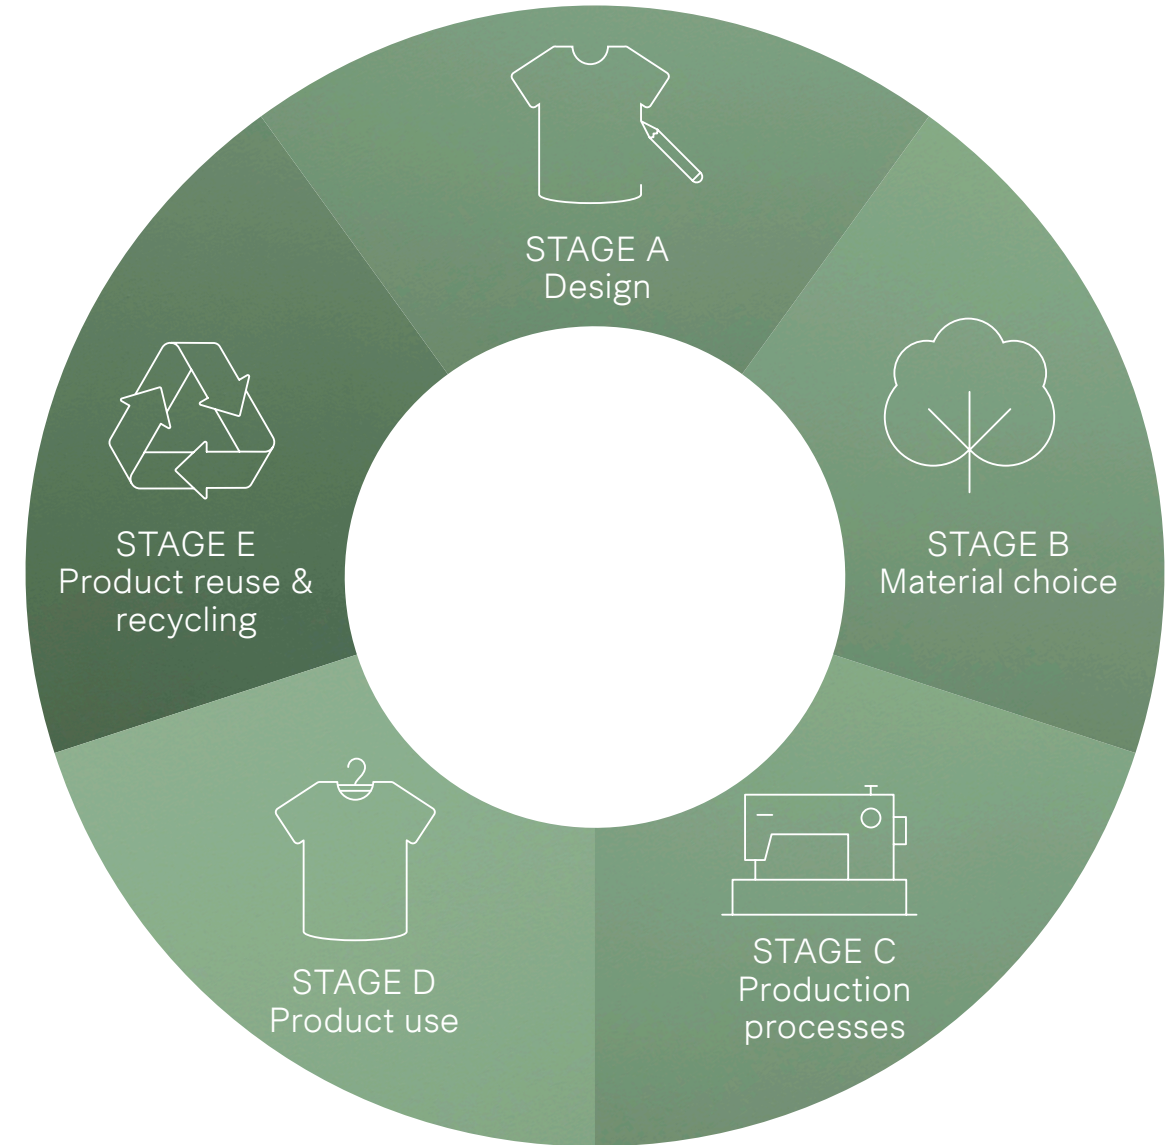 STAGE A
Design
STAGE B
Material choice
STAGE C
Production
processes
STAGE D
Product use
STAGE E
Product reuse &
recycling